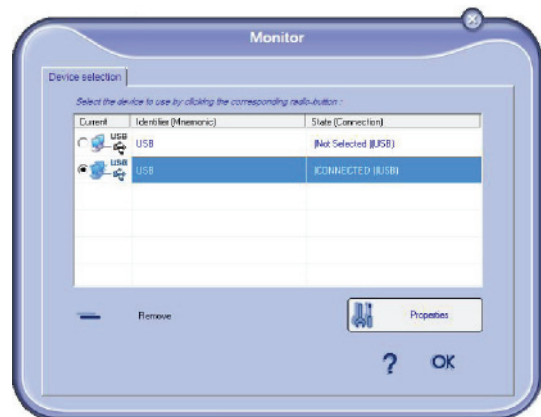 Monitor
Device selection
Select the device to use by clicking the corresponding radio-button :
Current Identifier (Mnemonic) State (Connection)
USB USB (Not Selected )(USB)
USB USB (CONNECTED )(USB)
Remove Properties
? OK